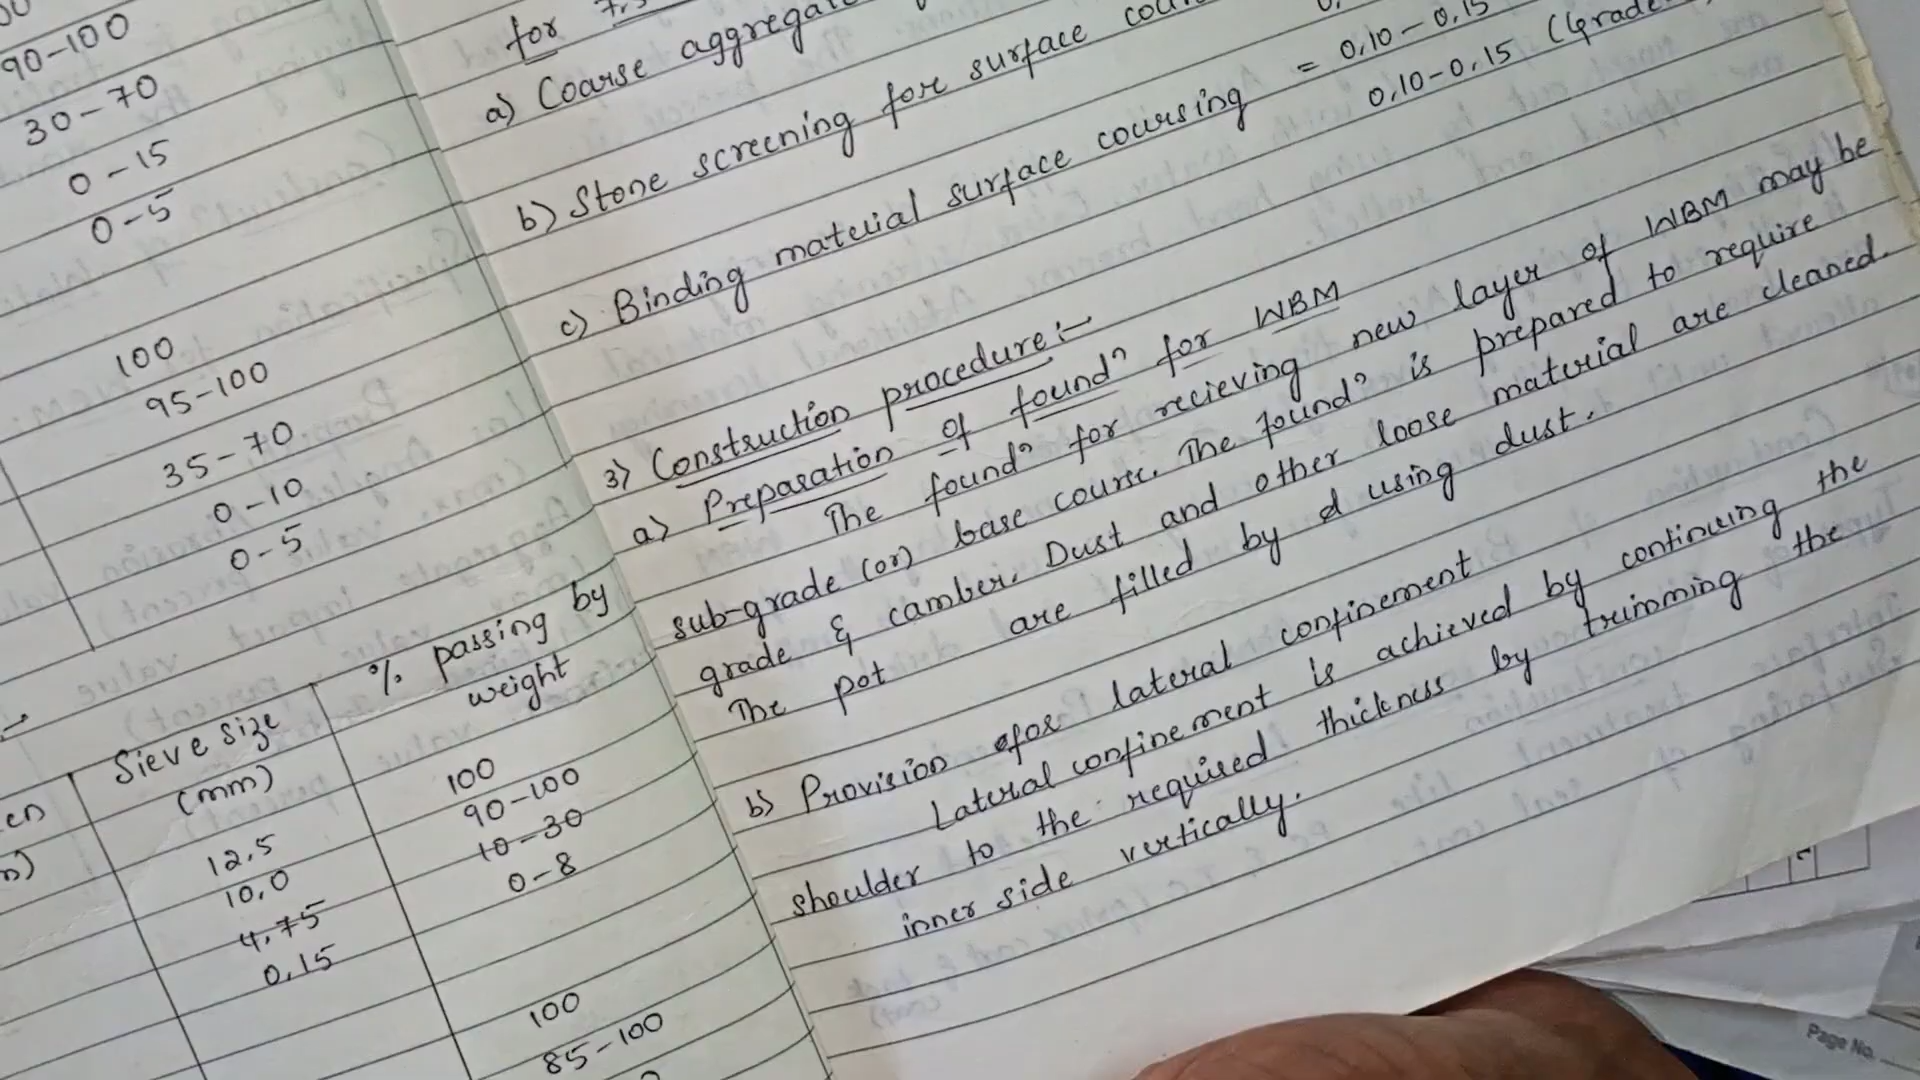 90-100
30-70
0-15
0-5
100
95-100
35-70
0-10
0-5
Sieve size
(mm)
% passing by
weight
12.5
10.0
4.75
0.15
100
90-100
10-30
0-8
100
85-100
for
a) Coarse
b) Stone screening for surface
= 0.10-0.15
c) Binding material surface coursing
0.10-0.15
3) Construction procedure:-
a) Preparation of foundn for WBM
The foundn for recieving new layer of WBM may be
sub-grade (or) base course. The foundn is prepared to require
grade & camber. Dust and other loose material are cleaned.
The pot are filled by d using dust.
b) Provision for lateral confinement
Lateral confinement is achieved by continuing the
shoulder to the required thickness by trimming the
inner side vertically.
Page No.